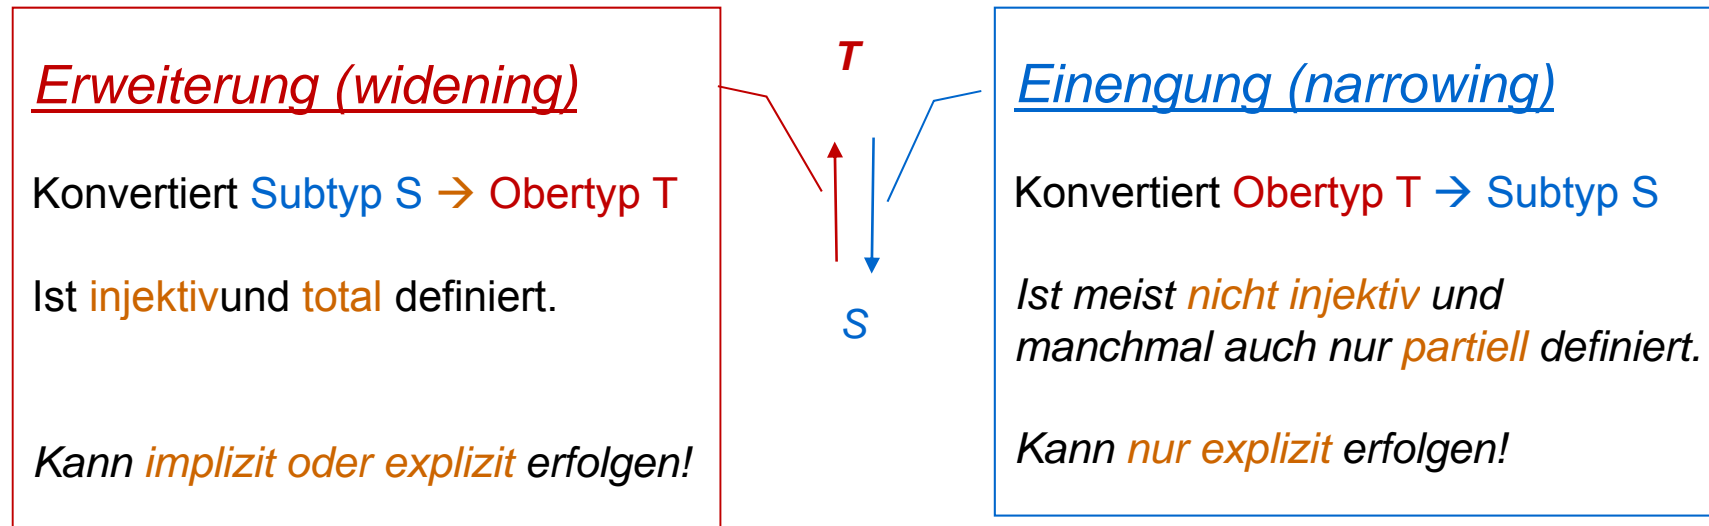 Erweiterung (widening)
Konvertiert Subtyp S → Obertyp T
Ist injektivund total definiert.
Kann implizit oder explizit erfolgen!
T
S
Einengung (narrowing)
Konvertiert Obertyp T → Subtyp S
Ist meist nicht injektiv und
manchmal auch nur partiell definiert.
Kann nur explizit erfolgen!